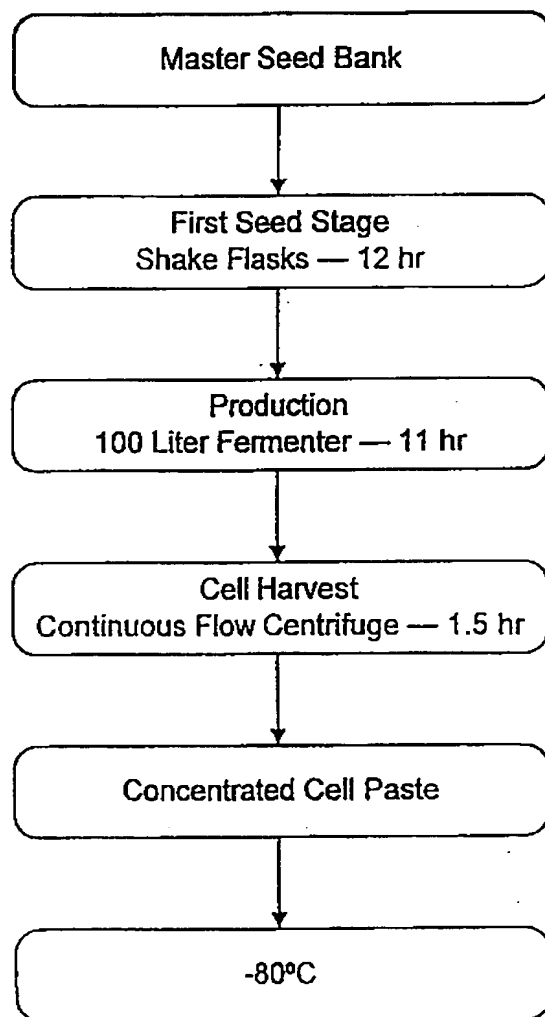 Master Seed Bank
First Seed Stage
Shake Flasks — 12 hr
Production
100 Liter Fermenter — 11 hr
Cell Harvest
Continuous Flow Centrifuge — 1.5 hr
Concentrated Cell Paste
-80ºC